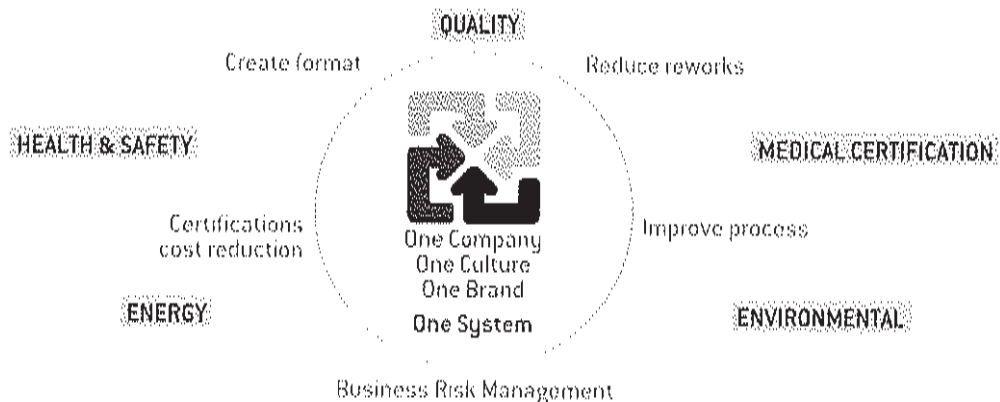 QUALITY
Create format
Reduce reworks
HEALTH & SAFETY
MEDICAL CERTIFICATION
Certifications
cost reduction
Improve process
One Company
One Culture
One Brand
One System
ENERGY
ENVIRONMENTAL
Business Risk Management